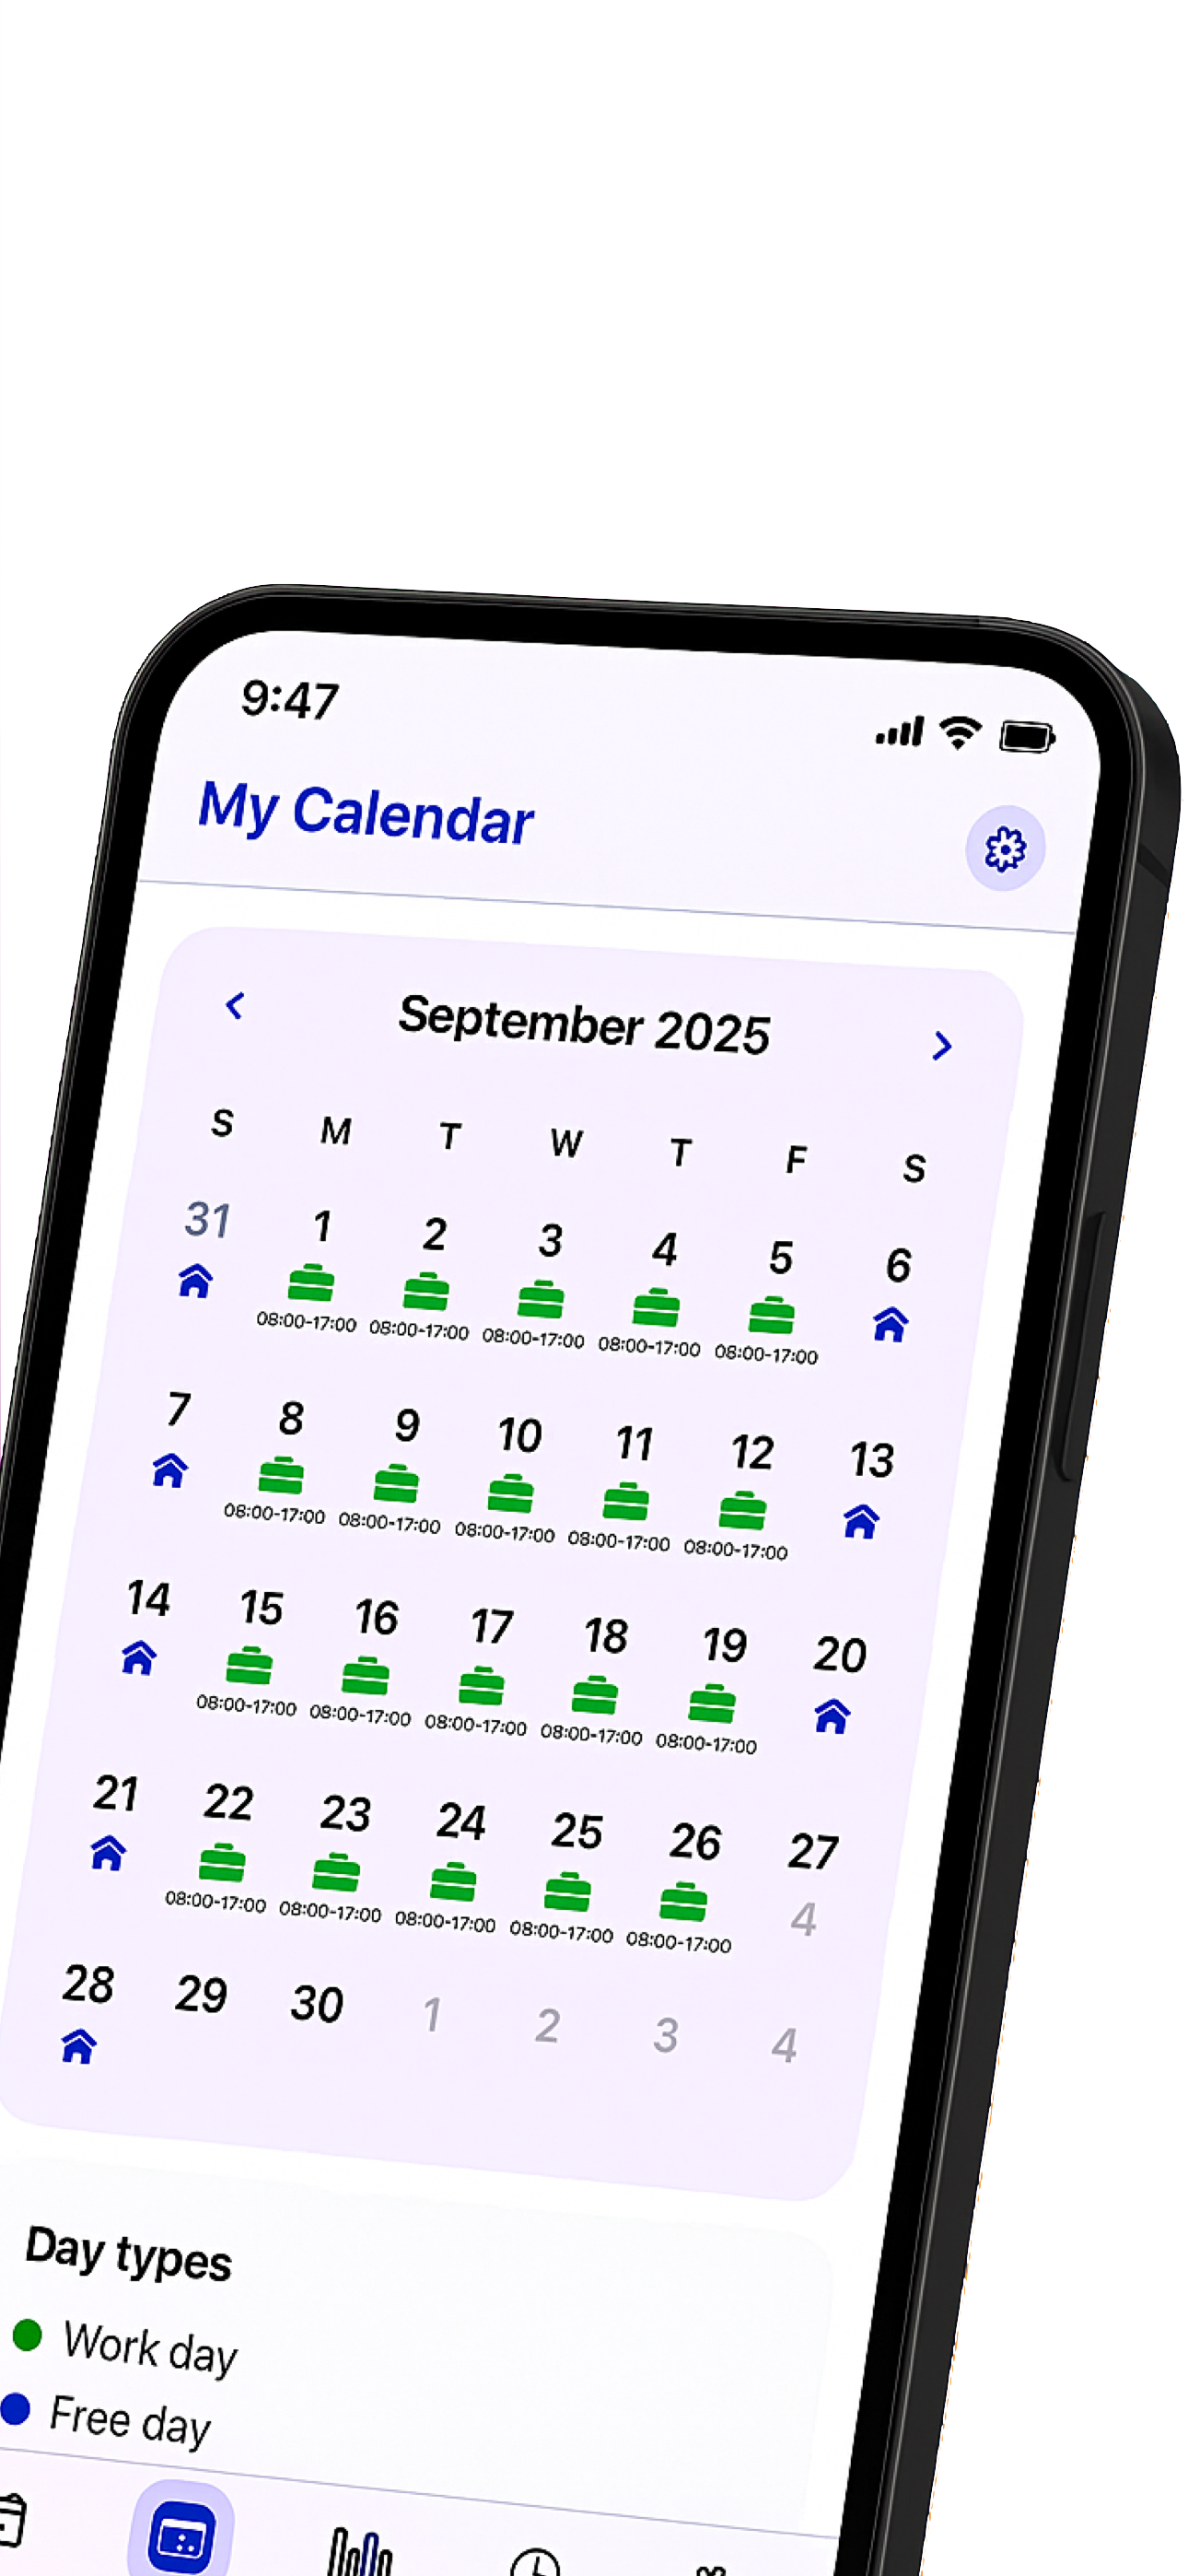 9:47
My Calendar
September 2025
S M T W T F S
31 1 2 3 4 5 6
08:00-17:00 08:00-17:00 08:00-17:00 08:00-17:00 08:00-17:00
7 8 9 10 11 12 13
08:00-17:00 08:00-17:00 08:00-17:00 08:00-17:00 08:00-17:00
14 15 16 17 18 19 20
08:00-17:00 08:00-17:00 08:00-17:00 08:00-17:00 08:00-17:00
21 22 23 24 25 26 27
08:00-17:00 08:00-17:00 08:00-17:00 08:00-17:00 08:00-17:00 4
28 29 30 1 2 3 4
Day types
Work day
Free day